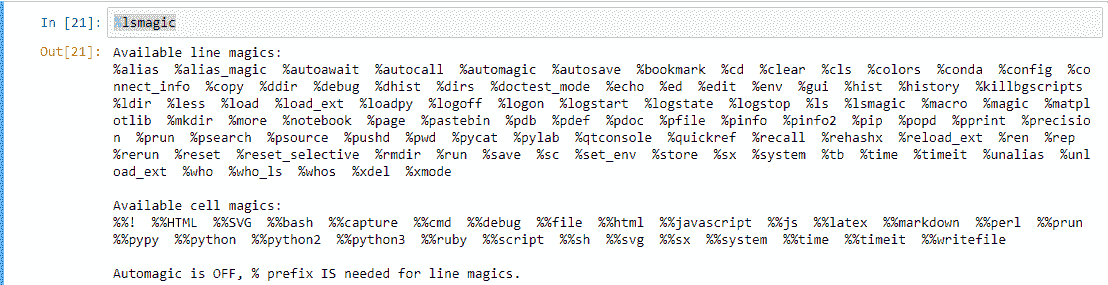 In [21]: %lsmagic
Out[21]: Available line magics:
%alias %alias_magic %autoawait %autocall %automagic %autosave %bookmark %cd %clear %cls %colors %conda %config %co
nnect_info %copy %ddir %debug %dhist %dirs %doctest_mode %echo %ed %edit %env %gui %hist %history %killbgscripts
%ldir %less %load %load_ext %loadpy %logoff %logon %logstart %logstate %logstop %ls %lsmagic %macro %magic %matpl
otlib %mkdir %more %notebook %page %pastebin %pdb %pdef %pdoc %pfile %pinfo %pinfo2 %pip %popd %pprint %precisio
n %prun %psearch %psource %pushd %pwd %pycat %pylab %qtconsole %quickref %recall %rehashx %reload_ext %ren %rep
%rerun %reset %reset_selective %rmdir %run %save %sc %set_env %store %sx %system %tb %time %timeit %unalias %unl
oad_ext %who %who_ls %whos %xdel %xmode
Available cell magics:
%%! %%HTML %%SVG %%bash %%capture %%cmd %%debug %%file %%html %%javascript %%js %%latex %%markdown %%perl %%prun
%%pypy %%python %%python2 %%python3 %%ruby %%script %%sh %%svg %%sx %%system %%time %%timeit %%writefile
Automagic is OFF, % prefix IS needed for line magics.